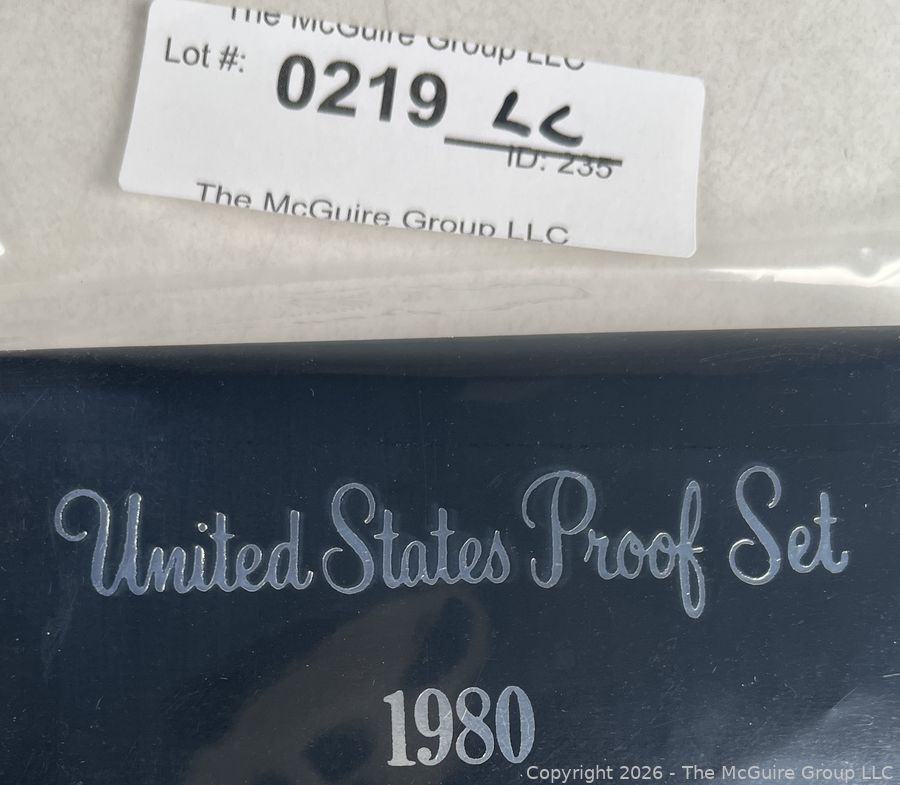 The McGuire Group LLC
Lot #:
0219 LC
ID: 235
The McGuire Group LLC
United States Proof Set
1980
Copyright 2026 - The McGuire Group LLC